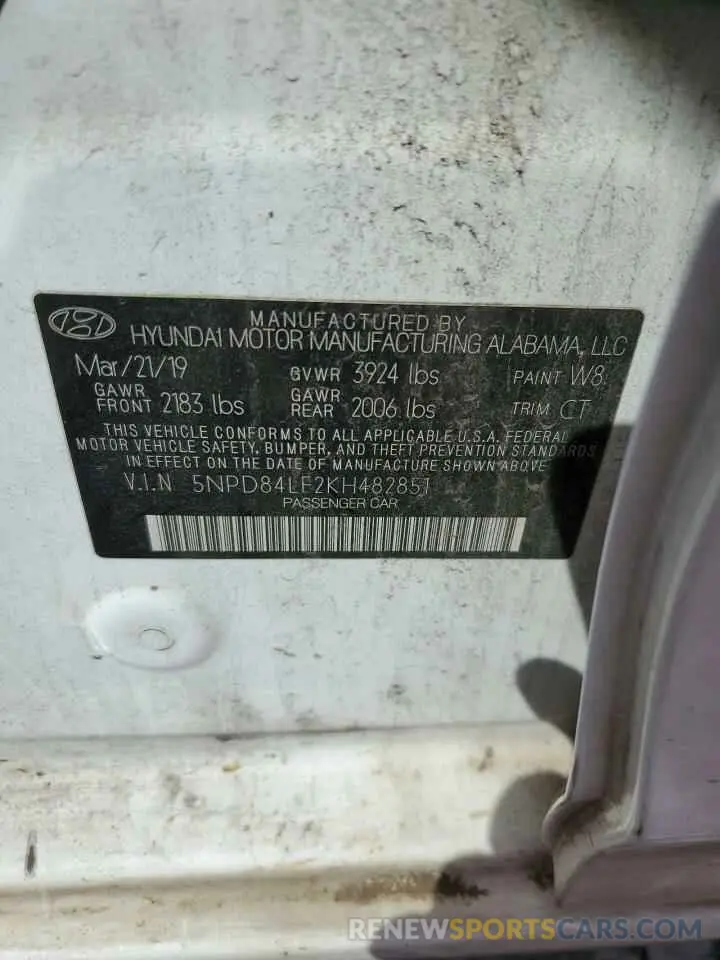 MANUFACTURED BY
HYUNDAI MOTOR MANUFACTURING ALABAMA, LLC
Mar/21/19 GVWR 3924 lbs PAINT W8
GAWR FRONT 2183 lbs GAWR REAR 2006 lbs TRIM CT
THIS VEHICLE CONFORMS TO ALL APPLICABLE U.S.A. FEDERAL
MOTOR VEHICLE SAFETY, BUMPER, AND THEFT PREVENTION STANDARDS
IN EFFECT ON THE DATE OF MANUFACTURE SHOWN ABOVE
V.I.N 5NPD84LF2KH482851
PASSENGER CAR
RENEWSPORTSCARS.COM